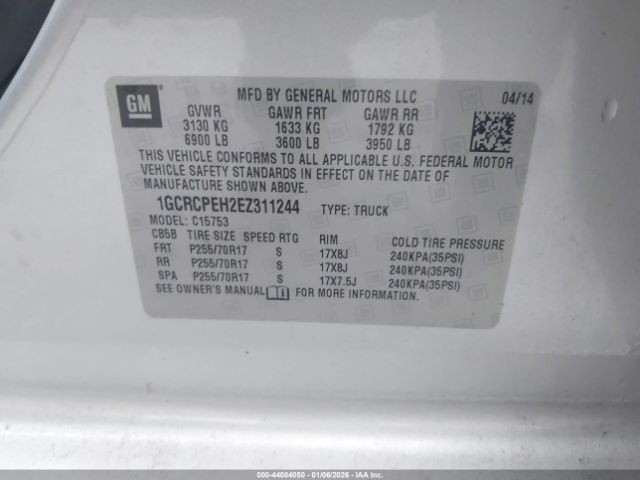 GM
MFD BY GENERAL MOTORS LLC 04/14
GVWR GAWR FRT GAWR RR
3130 KG 1633 KG 1792 KG
6900 LB 3600 LB 3950 LB
THIS VEHICLE CONFORMS TO ALL APPLICABLE U.S. FEDERAL MOTOR
VEHICLE SAFETY STANDARDS IN EFFECT ON THE DATE OF
MANUFACTURE SHOWN ABOVE.
1GCRCPEH2EZ311244 TYPE: TRUCK
MODEL: C15753
CB5B TIRE SIZE SPEED RTG RIM COLD TIRE PRESSURE
FRT P255/70R17 S 17X8J 240KPA(35PSI)
RR P255/70R17 S 17X8J 240KPA(35PSI)
SPA P255/70R17 S 17X7.5J 240KPA(35PSI)
SEE OWNER'S MANUAL i FOR MORE INFORMATION.
000-44084050 | 01/06/2026 - IAAI.COM